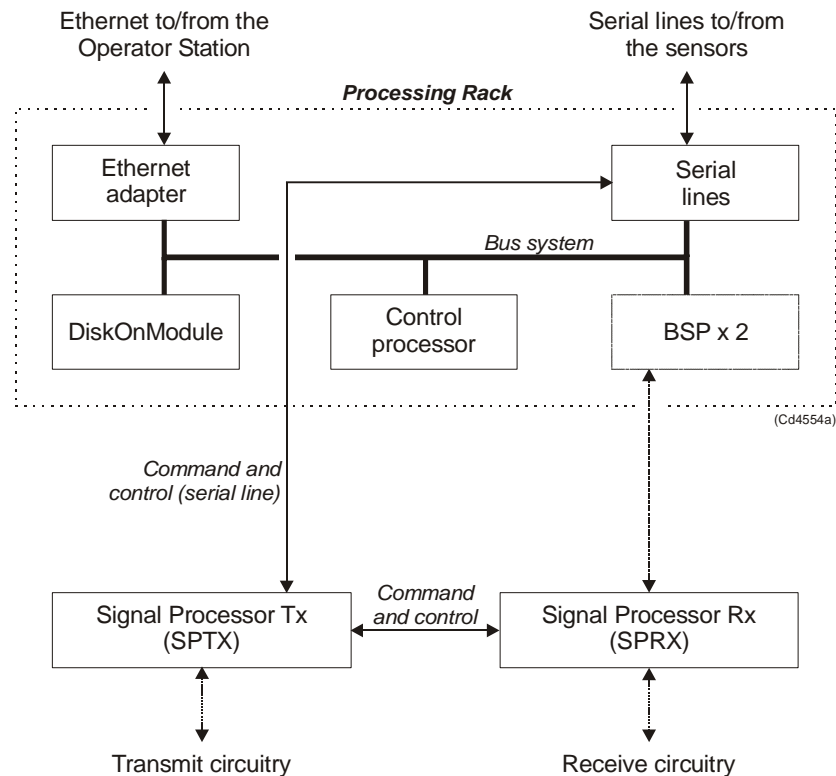 Ethernet to/from the
Operator Station
Serial lines to/from
the sensors
Processing Rack
Ethernet
adapter
Serial
lines
Bus system
DiskOnModule
Control
processor
BSP x 2
(Cd4554a)
Command and
control (serial line)
Signal Processor Tx
(SPTX)
Command
and control
Signal Processor Rx
(SPRX)
Transmit circuitry
Receive circuitry